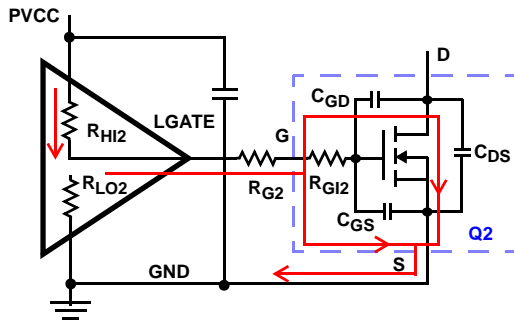 PVCC
D
CGD
RHI2
LGATE
G
CDS
RLO2
RG2
RGI2
CGS
Q2
GND
S